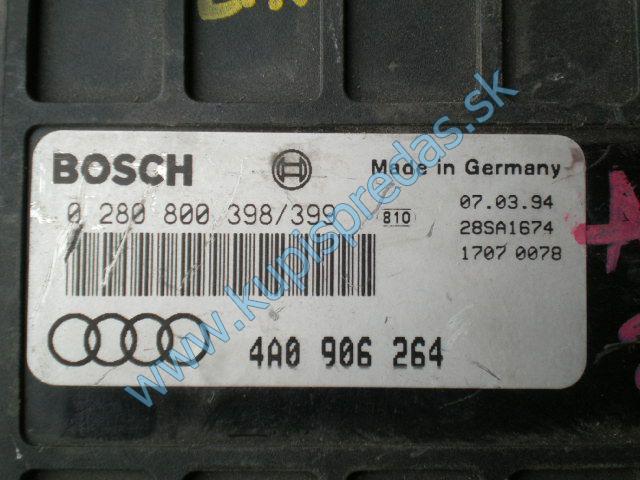 BOSCH
Made in Germany
0 280 800 398/399
810
07.03.94
28SA1674
1707 0078
4A0 906 264
www.kupispredas.sk